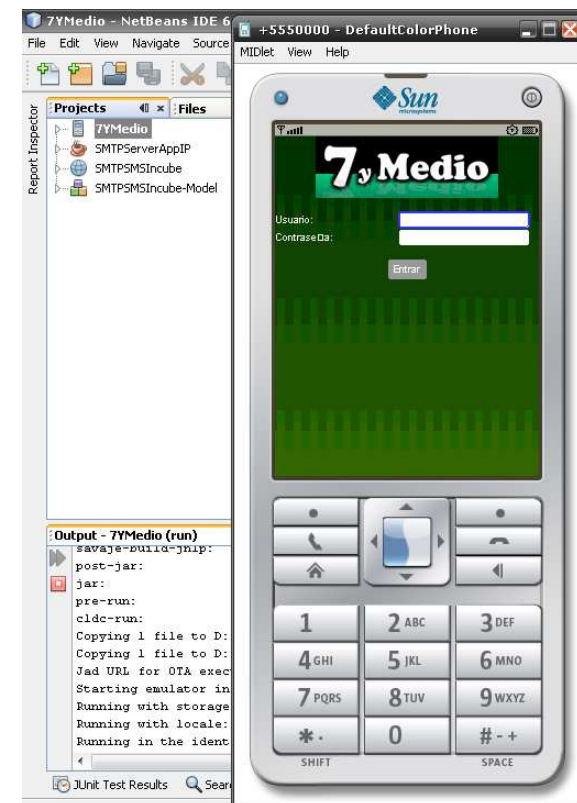 7YMedio - NetBeans IDE 6
File Edit View Navigate Source
Report Inspector
Projects Files
7YMedio
SMTPServerAppIP
SMTPSMSIncube
SMTPSMSIncube-Model
Output - 7YMedio (run)
savaje-build-jnlp:
post-jar:
jar:
pre-run:
cldc-run:
Copying 1 file to D:
Copying 1 file to D:
Jad URL for OTA exec
Starting emulator in
Running with storage
Running with locale:
Running in the ident
JUnit Test Results Sear
+5550000 - DefaultColorPhone
MIDlet View Help
Sun
microsystems
7 y Medio
Usuario:
Contrase□a:
Entrar
1 2 ABC 3 DEF
4 GHI 5 JKL 6 MNO
7 PQRS 8 TUV 9 WXYZ
* . 0 # - +
SHIFT SPACE